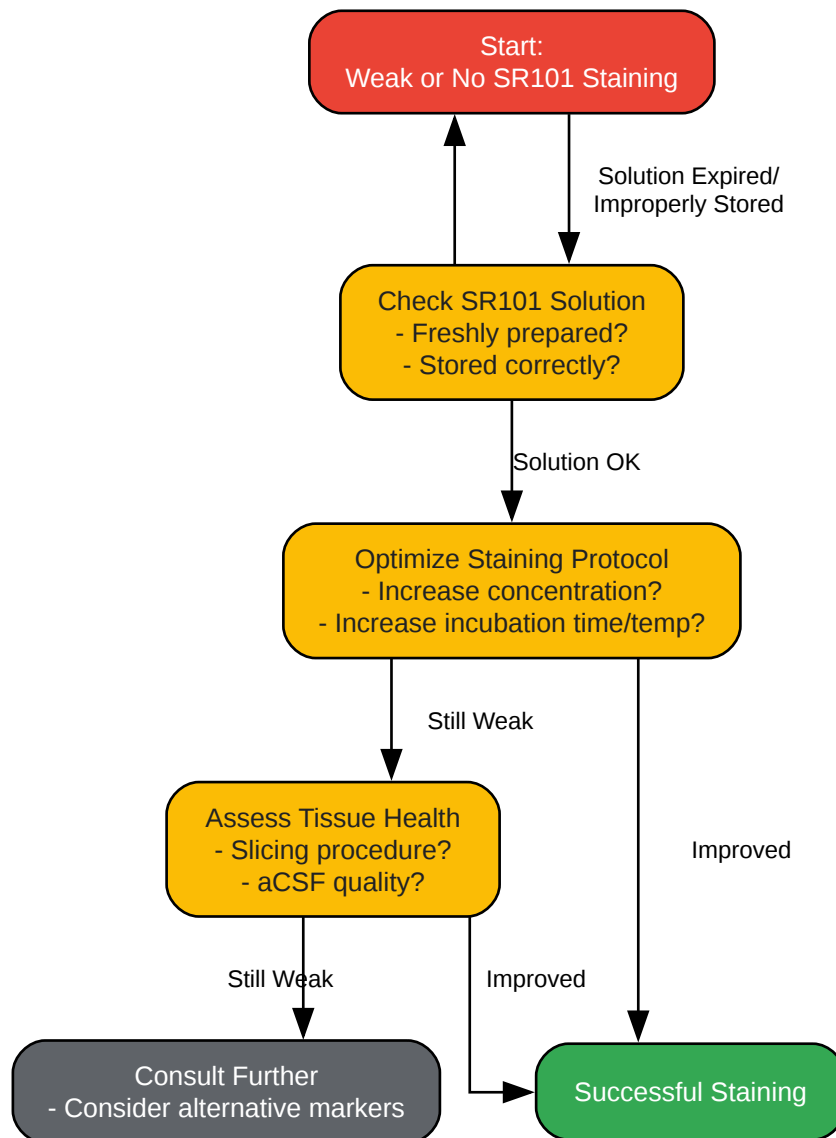 Start:
Weak or No SR101 Staining
Solution Expired/
Improperly Stored
Check SR101 Solution
- Freshly prepared?
- Stored correctly?
Solution OK
Optimize Staining Protocol
- Increase concentration?
- Increase incubation time/temp?
Still Weak
Assess Tissue Health
- Slicing procedure?
- aCSF quality?
Improved
Still Weak
Improved
Consult Further
- Consider alternative markers
Successful Staining